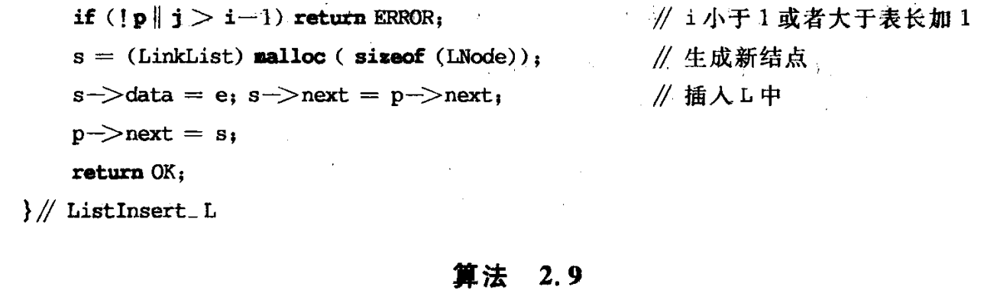 if (!p || j > i-1) return ERROR; // i 小于 1 或者大于表长加 1
s = (LinkList) malloc ( sizeof (LNode)); // 生成新结点
s->data = e; s->next = p->next; // 插入 L 中
p->next = s;
return OK;
}// ListInsert_L
算法 2.9